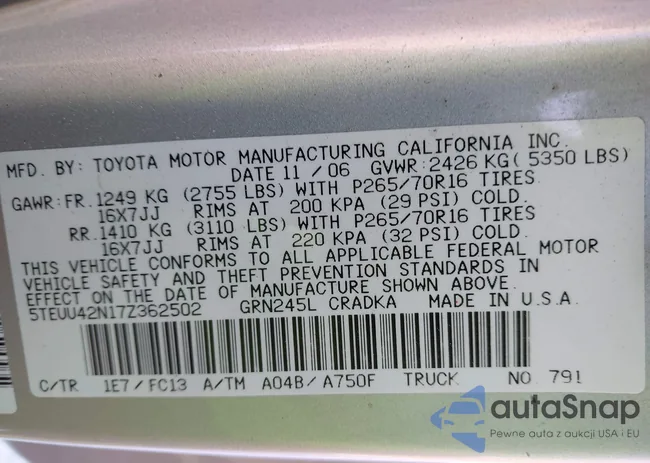 MFD. BY: TOYOTA MOTOR MANUFACTURING CALIFORNIA INC.
DATE 11 / 06 GVWR:2426 KG( 5350 LBS)
GAWR:FR.1249 KG (2755 LBS) WITH P265/70R16 TIRES
16X7JJ RIMS AT 200 KPA (29 PSI) COLD.
RR.1410 KG (3110 LBS) WITH P265/70R16 TIRES
16X7JJ RIMS AT 220 KPA (32 PSI) COLD.
THIS VEHICLE CONFORMS TO ALL APPLICABLE FEDERAL MOTOR
VEHICLE SAFETY AND THEFT PREVENTION STANDARDS IN
EFFECT ON THE DATE OF MANUFACTURE SHOWN ABOVE.
5TEUU42N17Z362502 GRN245L CRADKA MADE IN U.S.A
C/TR 1E7 / FC13 A/TM A04B / A750F TRUCK NO. 791
autaSnap
Pewne auta z aukcji USA i EU